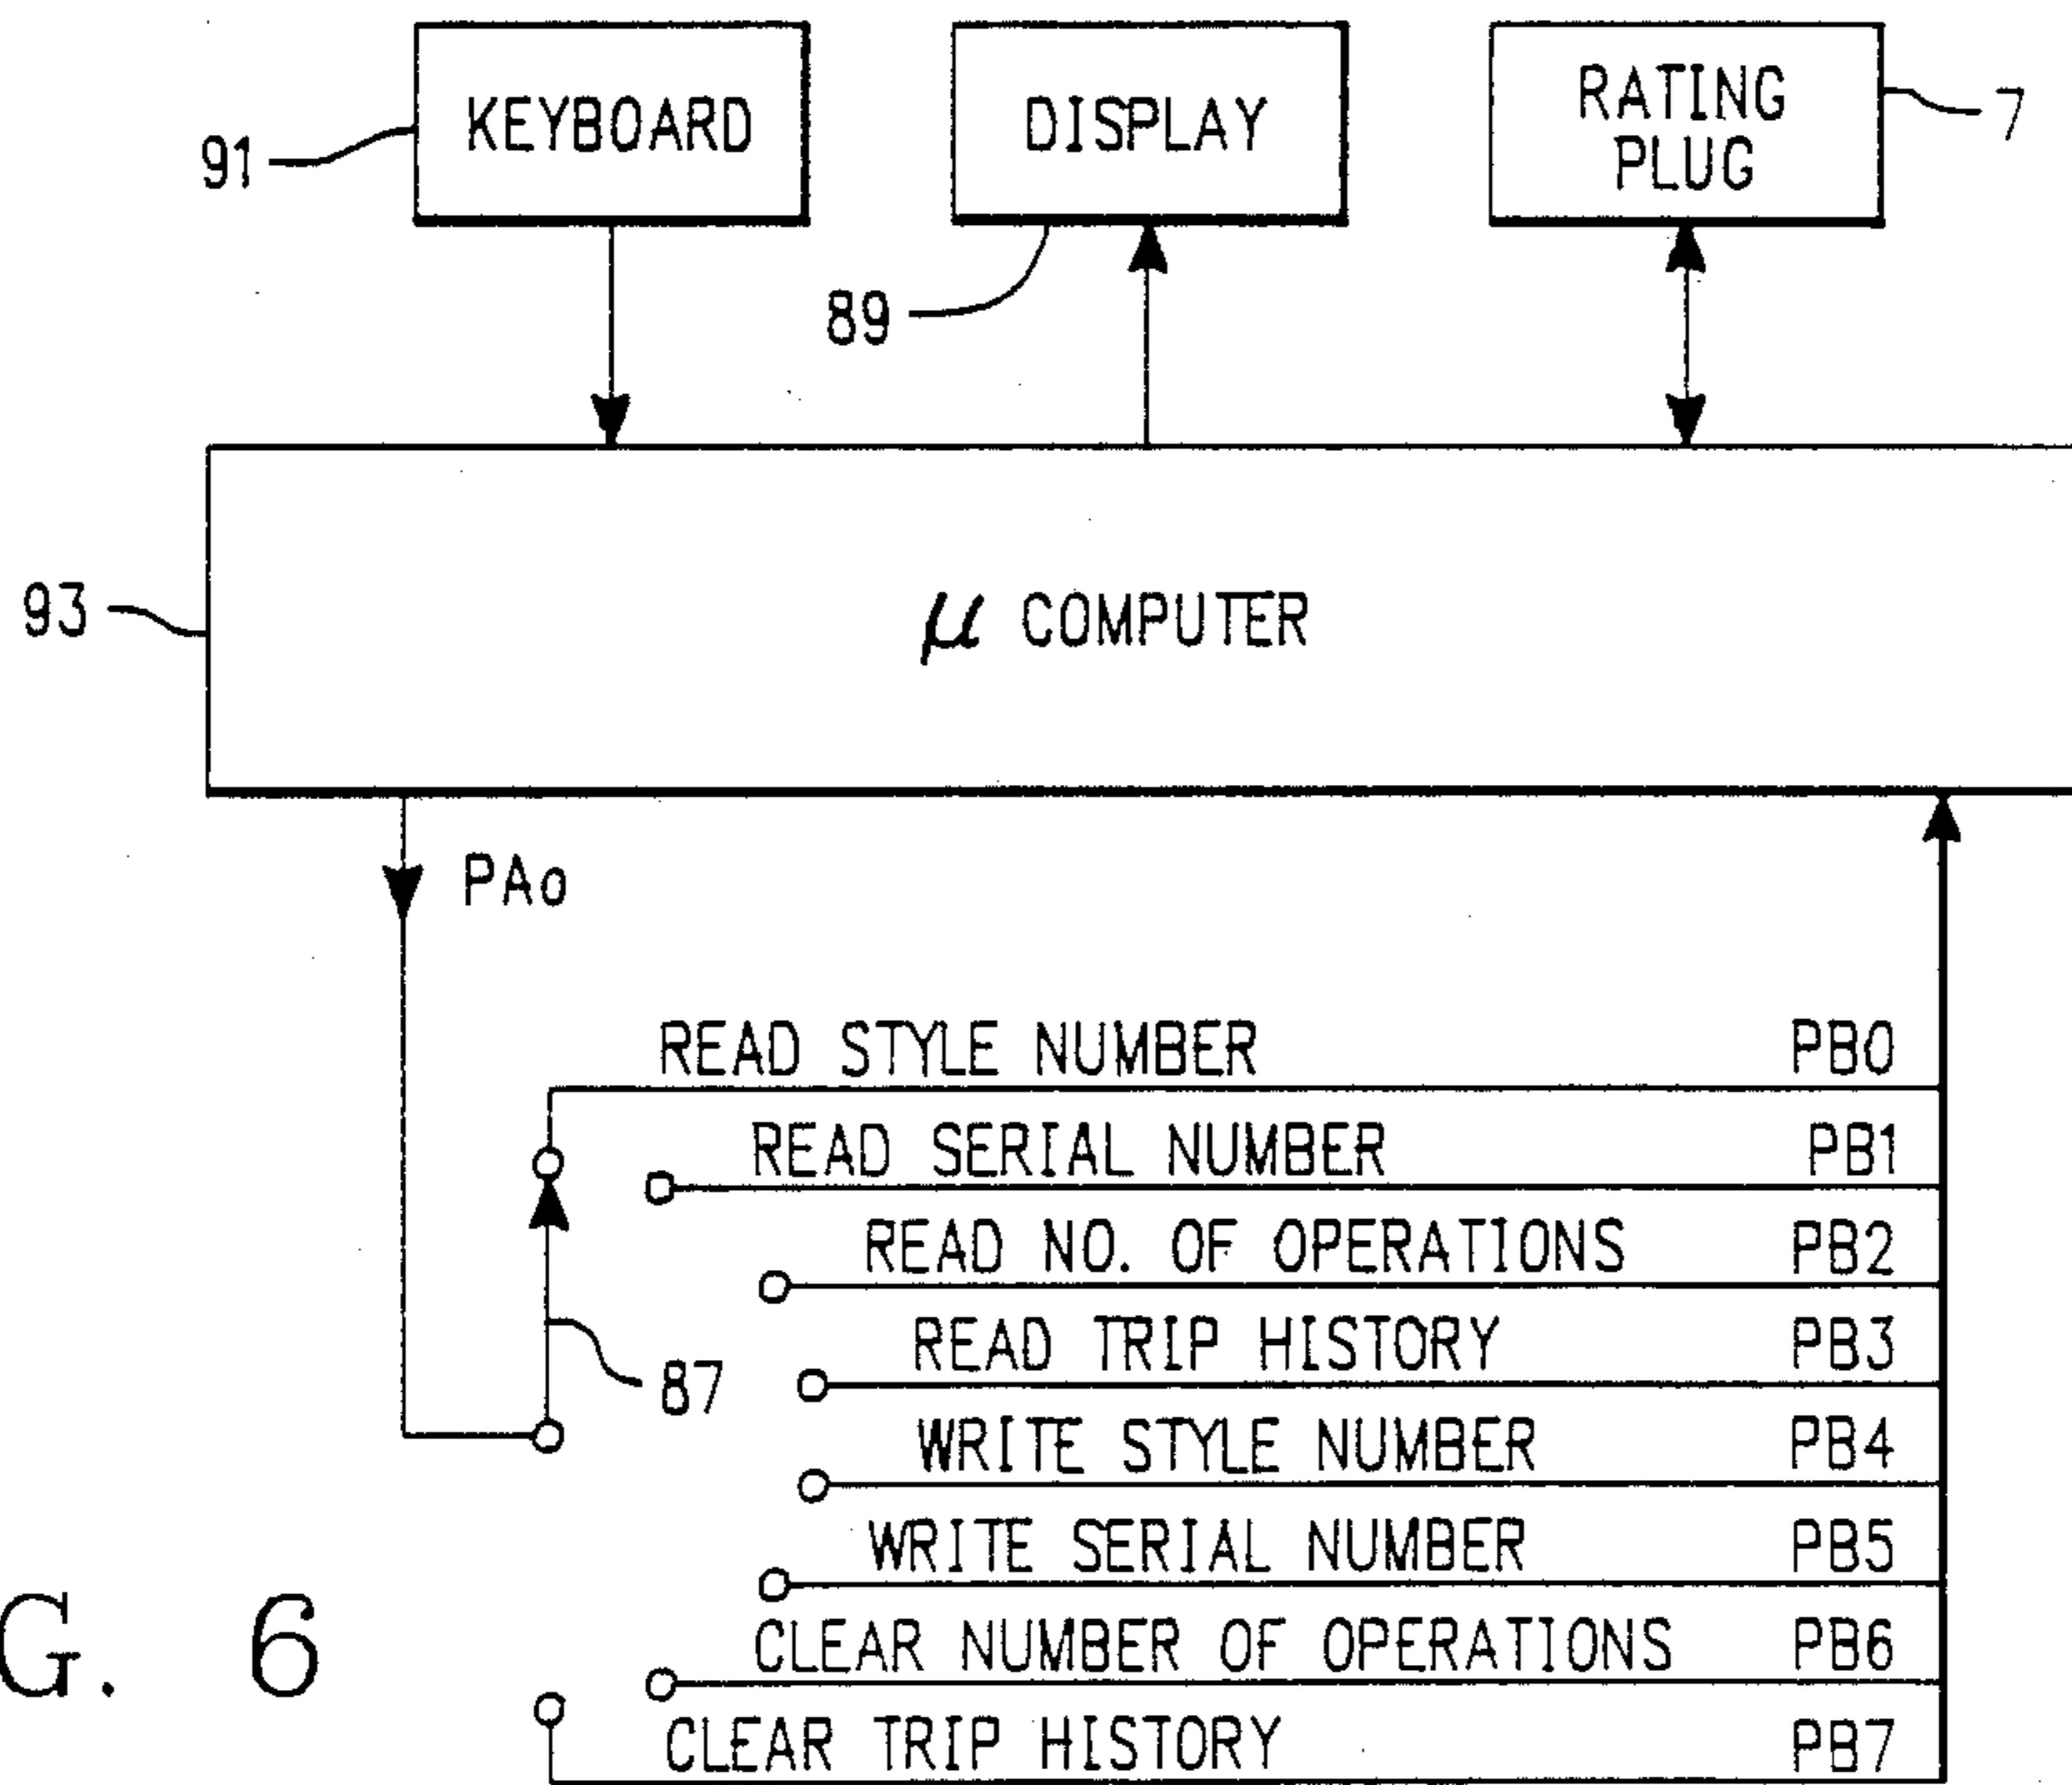 KEYBOARD
DISPLAY
RATING
PLUG
7
91
89
93
µ COMPUTER
PAo
READ STYLE NUMBER PB0
READ SERIAL NUMBER PB1
READ NO. OF OPERATIONS PB2
READ TRIP HISTORY PB3
87
WRITE STYLE NUMBER PB4
WRITE SERIAL NUMBER PB5
CLEAR NUMBER OF OPERATIONS PB6
G. 6
CLEAR TRIP HISTORY PB7